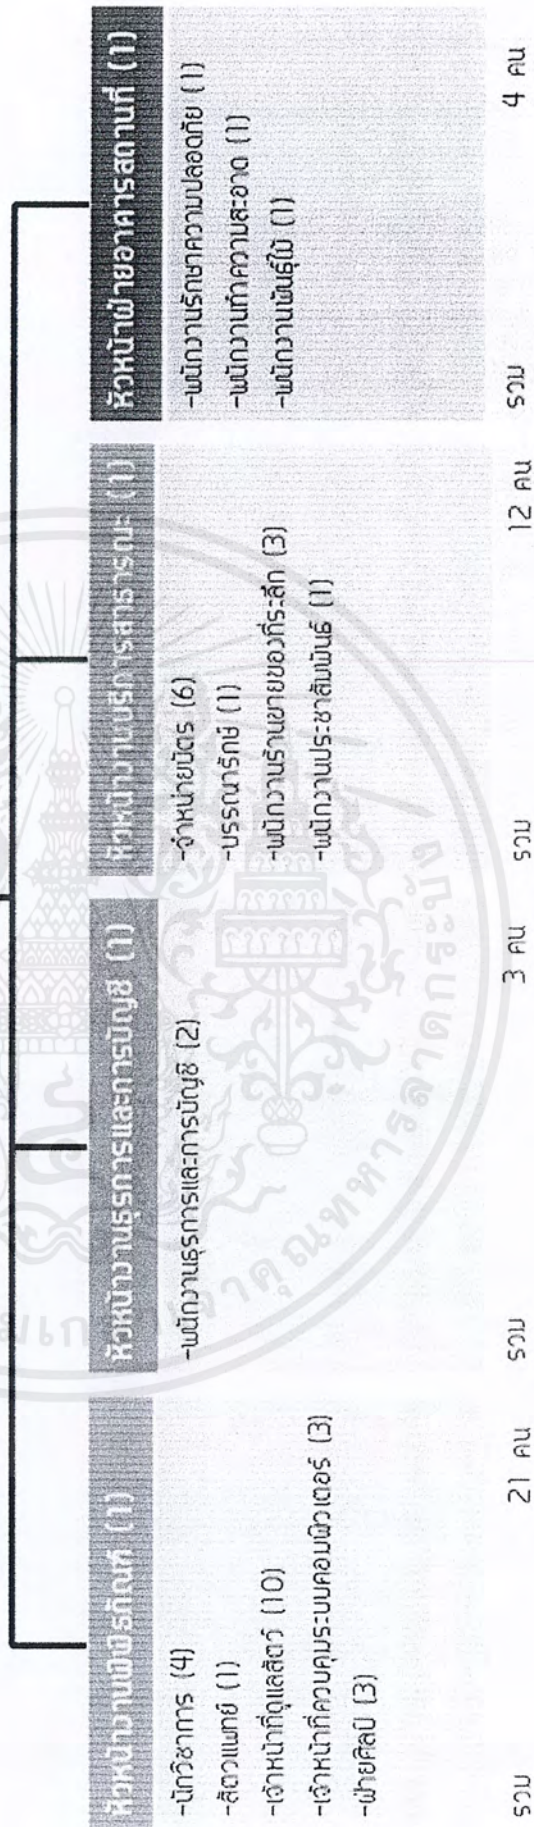 หัวหน้างานพิพิธภัณฑ์ (1)
-นักวิชาการ (4)
-สัตวแพทย์ (1)
-เจ้าหน้าที่ดูแลสัตว์ (10)
-เจ้าหน้าที่ควบคุมระบบคอมพิวเตอร์ (3)
-ฝ่ายศิลป์ (3)
รวม 21 คน
หัวหน้างานธุรการและการบัญชี (1)
-พนักงานธุรการและการบัญชี (2)
รวม 3 คน
หัวหน้างานบริการสาธารณะ (1)
-จำหน่ายบัตร (6)
-บรรณารักษ์ (1)
-พนักงานร้านขายของที่ระลึก (3)
-พนักงานประชาสัมพันธ์ (1)
รวม 12 คน
หัวหน้าฝ่ายอาคารสถานที่ (1)
-พนักงานรักษาความปลอดภัย (1)
-พนักงานทำความสะอาด (1)
-พนักงานพันธุ์ไม้ (1)
รวม 4 คน